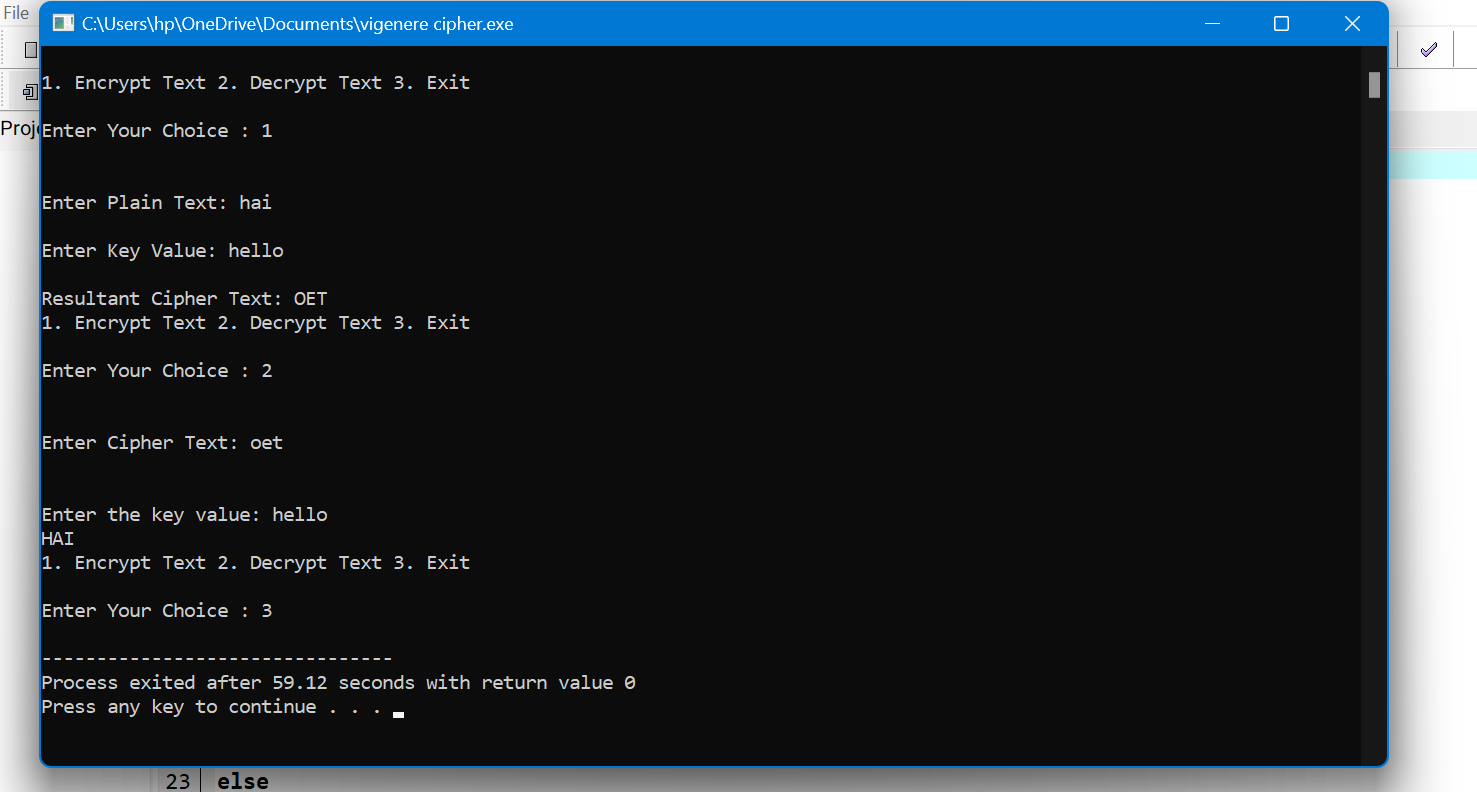 File
C:\Users\hp\OneDrive\Documents\vigenere cipher.exe
1. Encrypt Text 2. Decrypt Text 3. Exit
Proj
Enter Your Choice : 1
Enter Plain Text: hai
Enter Key Value: hello
Resultant Cipher Text: OET
1. Encrypt Text 2. Decrypt Text 3. Exit
Enter Your Choice : 2
Enter Cipher Text: oet
Enter the key value: hello
HAI
1. Encrypt Text 2. Decrypt Text 3. Exit
Enter Your Choice : 3
--------------------------------
Process exited after 59.12 seconds with return value 0
Press any key to continue . . .
23 else